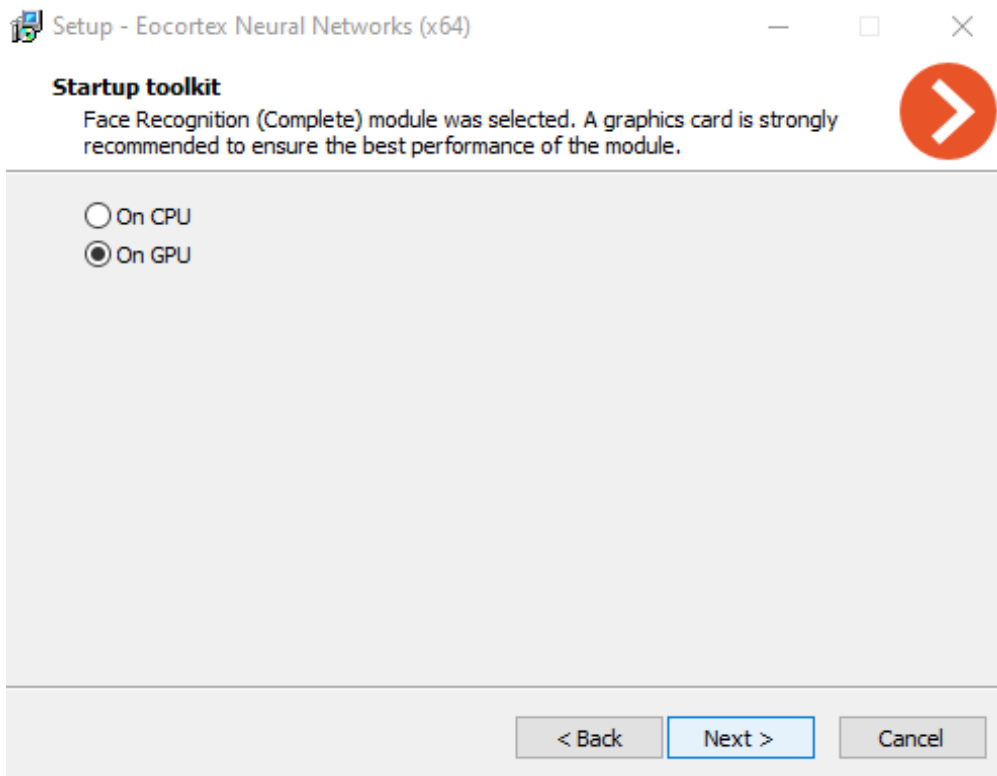 Setup - Eocortex Neural Networks (x64)
Startup toolkit
Face Recognition (Complete) module was selected. A graphics card is strongly
recommended to ensure the best performance of the module.
On CPU
On GPU
< Back Next > Cancel